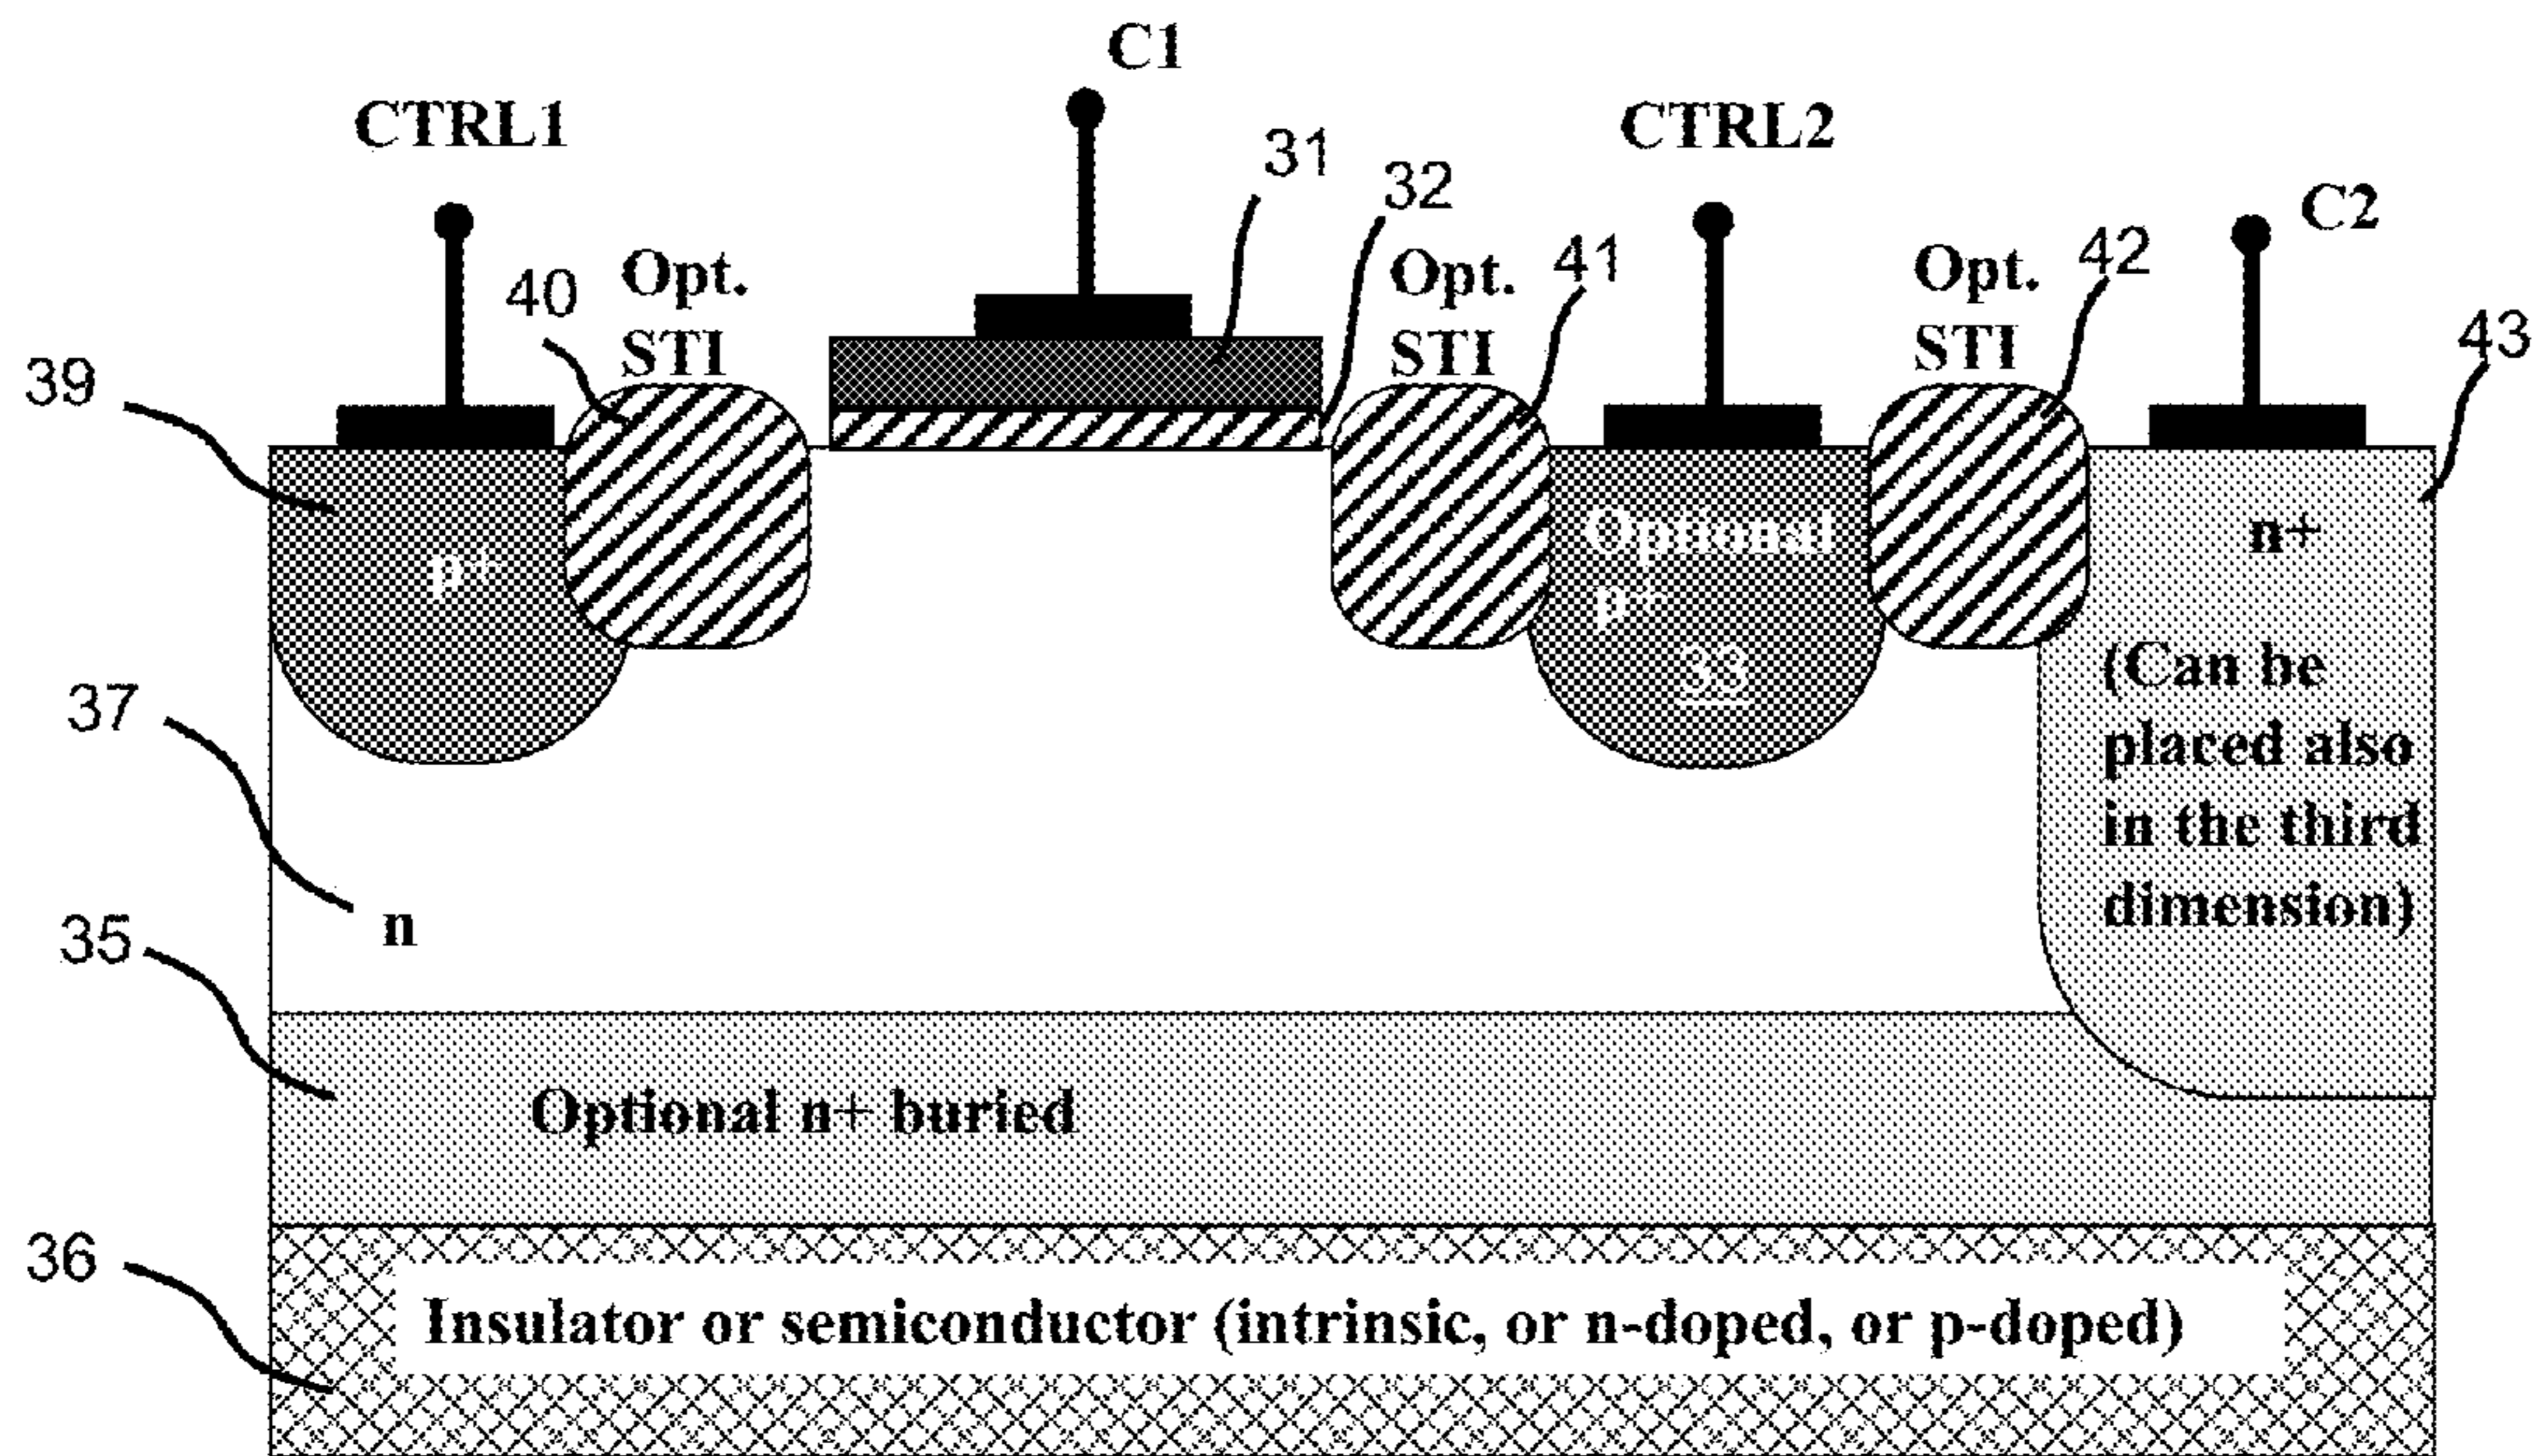 C1
CTRL1
CTRL2
31
32
C2
Opt.
STI
40
Opt.
STI
41
Opt.
STI
42
43
39
p+
Optional
p+
33
n+
(Can be
placed also
in the third
dimension)
37
n
35
Optional n+ buried
36
Insulator or semiconductor (intrinsic, or n-doped, or p-doped)